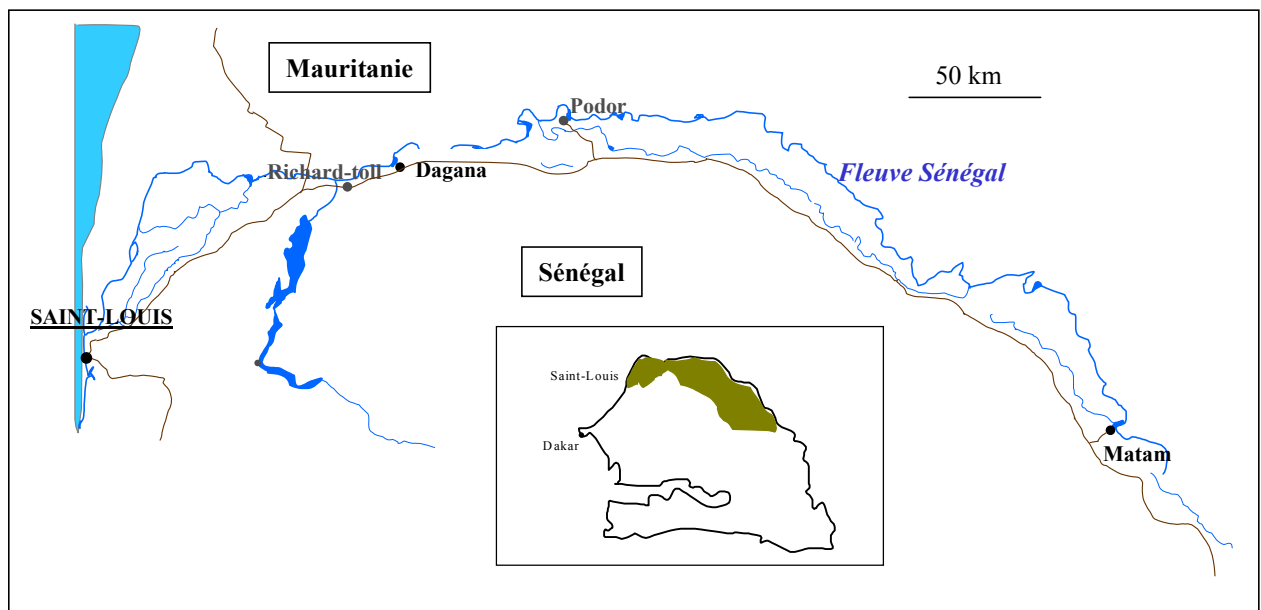 Mauritanie
50 km
Podor
Richard-toll
Dagana
Fleuve Sénégal
Sénégal
SAINT-LOUIS
Saint-Louis
Dakar
Matam